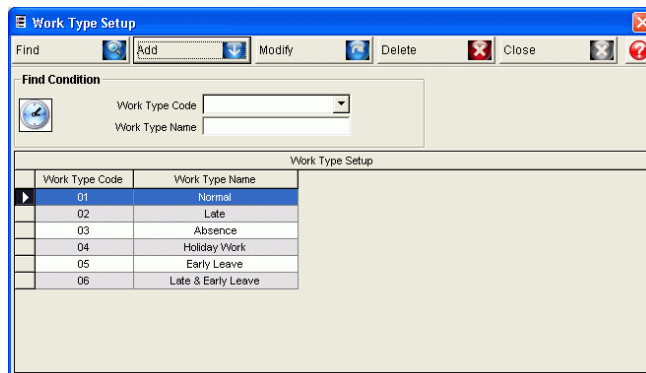 Work Type Setup
Find Add Modify Delete Close
Find Condition
Work Type Code
Work Type Name
Work Type Setup
Work Type Code Work Type Name
01 Normal
02 Late
03 Absence
04 Holiday Work
05 Early Leave
06 Late & Early Leave